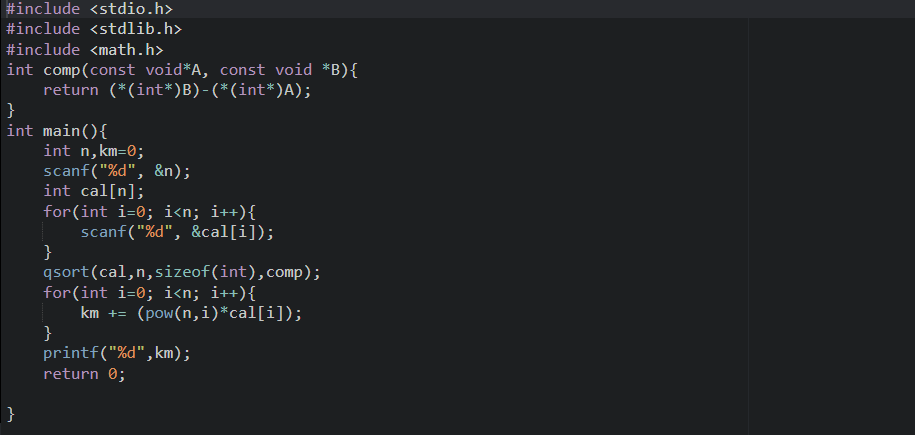 #include <stdio.h>
#include <stdlib.h>
#include <math.h>
int comp(const void*A, const void *B){
    return (*(int*)B)-(*(int*)A);
}
int main(){
    int n,km=0;
    scanf("%d", &n);
    int cal[n];
    for(int i=0; i<n; i++){
        scanf("%d", &cal[i]);
    }
    qsort(cal,n,sizeof(int),comp);
    for(int i=0; i<n; i++){
        km += (pow(n,i)*cal[i]);
    }
    printf("%d",km);
    return 0;

}